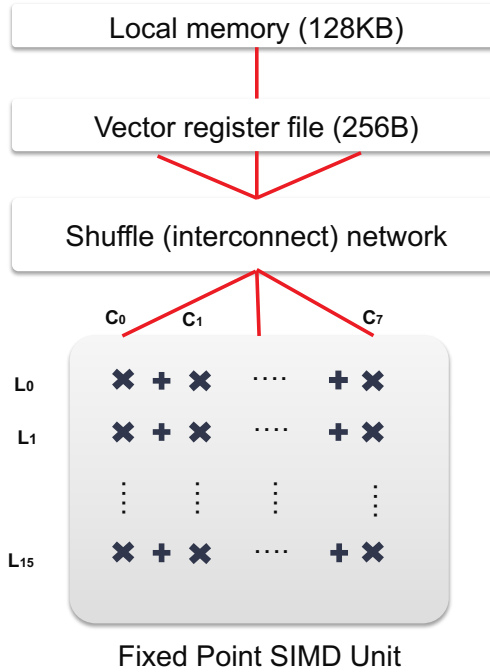 Local memory (128KB)
Vector register file (256B)
Shuffle (interconnect) network
C0 C1 C7
L0
L1
L15
Fixed Point SIMD Unit